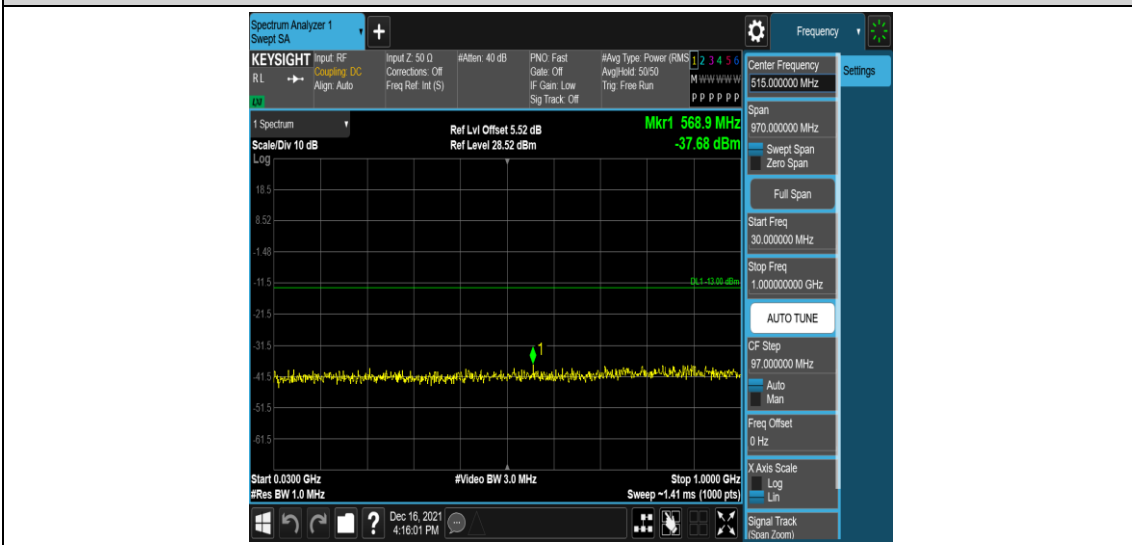 Spectrum Analyzer 1
Swept SA
+
Frequency
KEYSIGHT
RL
LXI
Input: RF
Coupling: DC
Align: Auto
Input Z: 50 Ω
Corrections: Off
Freq Ref: Int (S)
#Atten: 40 dB
PNO: Fast
Gate: Off
IF Gain: Low
Sig Track: Off
#Avg Type: Power (RMS
Avg|Hold: 50/50
Trig: Free Run
1 2 3 4 5 6
M W W W W W
P P P P P P
Center Frequency
515.000000 MHz
Settings
Span
970.000000 MHz
Swept Span
Zero Span
Full Span
Start Freq
30.000000 MHz
Stop Freq
1.000000000 GHz
AUTO TUNE
CF Step
97.000000 MHz
Auto
Man
Freq Offset
0 Hz
X Axis Scale
Log
Lin
Signal Track
(Span Zoom)
1 Spectrum
Scale/Div 10 dB
Log
Ref Lvl Offset 5.52 dB
Ref Level 28.52 dBm
Mkr1 568.9 MHz
-37.68 dBm
18.5
8.52
-1.48
-11.5
DL1 -13.00 dBm
-21.5
-31.5
1
-41.5
-51.5
-61.5
Start 0.0300 GHz
#Video BW 3.0 MHz
Stop 1.0000 GHz
#Res BW 1.0 MHz
Sweep ~1.41 ms (1000 pts)
?
Dec 16, 2021
4:16:01 PM